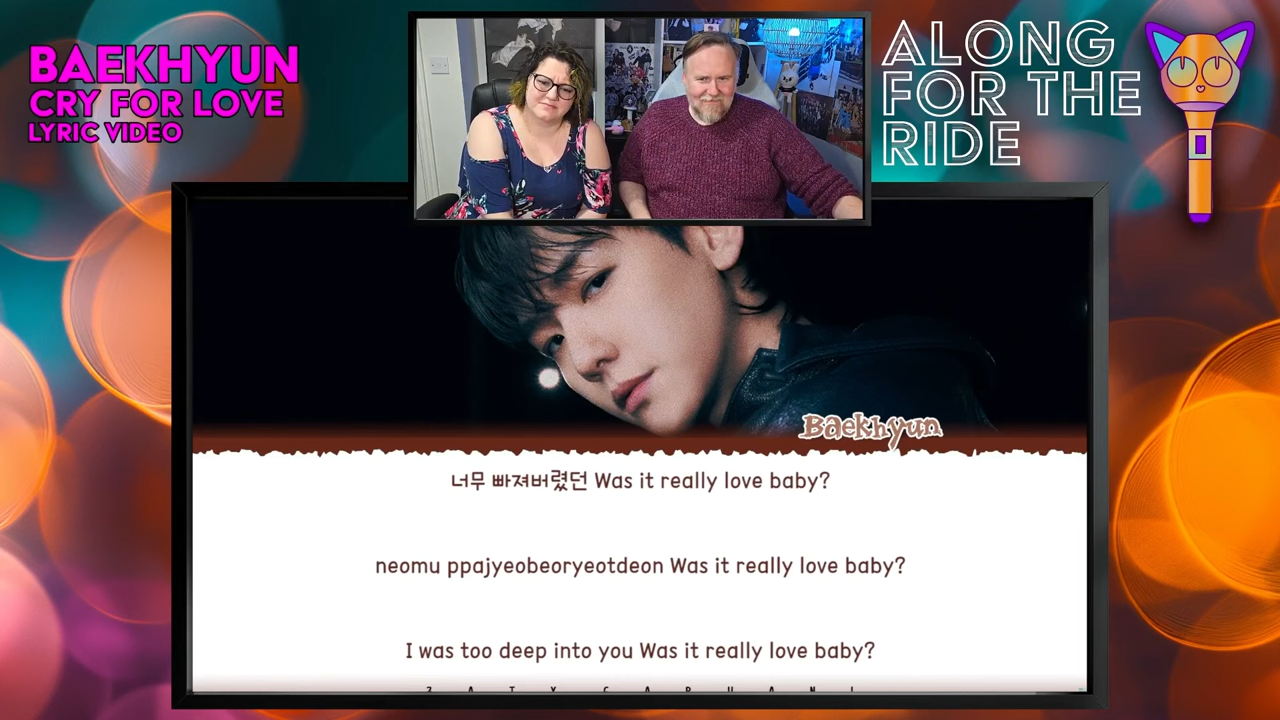 BAEKHYUN
CRY FOR LOVE
LYRIC VIDEO
ALONG
FOR THE
RIDE
Baekhyun
너무 빠져버렸던 Was it really love baby?
neomu ppajyeobeoryeotdeon Was it really love baby?
I was too deep into you Was it really love baby?